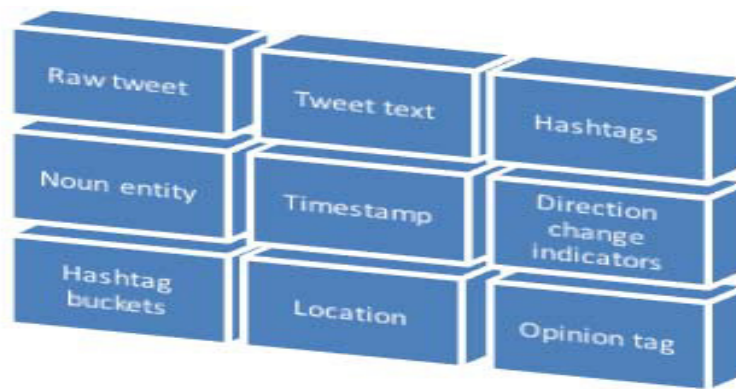 Raw tweet
Tweet text
Hashtags
Noun entity
Timestamp
Direction
change
indicators
Hashtag
buckets
Location
Opinion tag